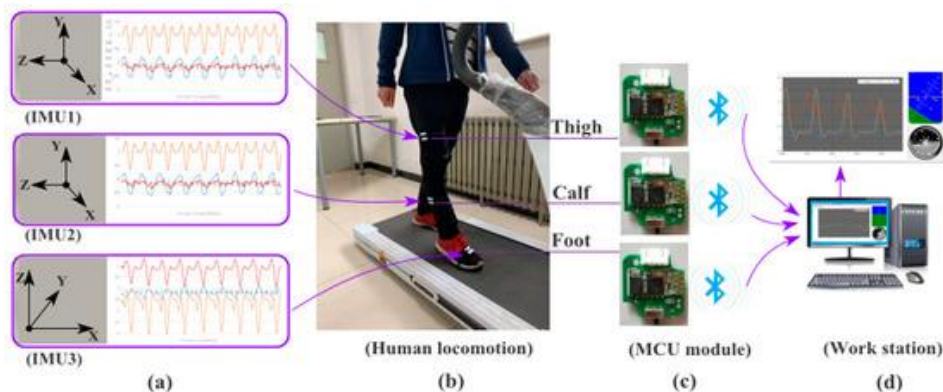 Y
Z
X
(IMU1)
Y
Z
X
(IMU2)
Z
Y
X
(IMU3)
(a)
Thigh
Calf
Foot
(Human locomotion)
(b)
(MCU module)
(c)
(Work station)
(d)